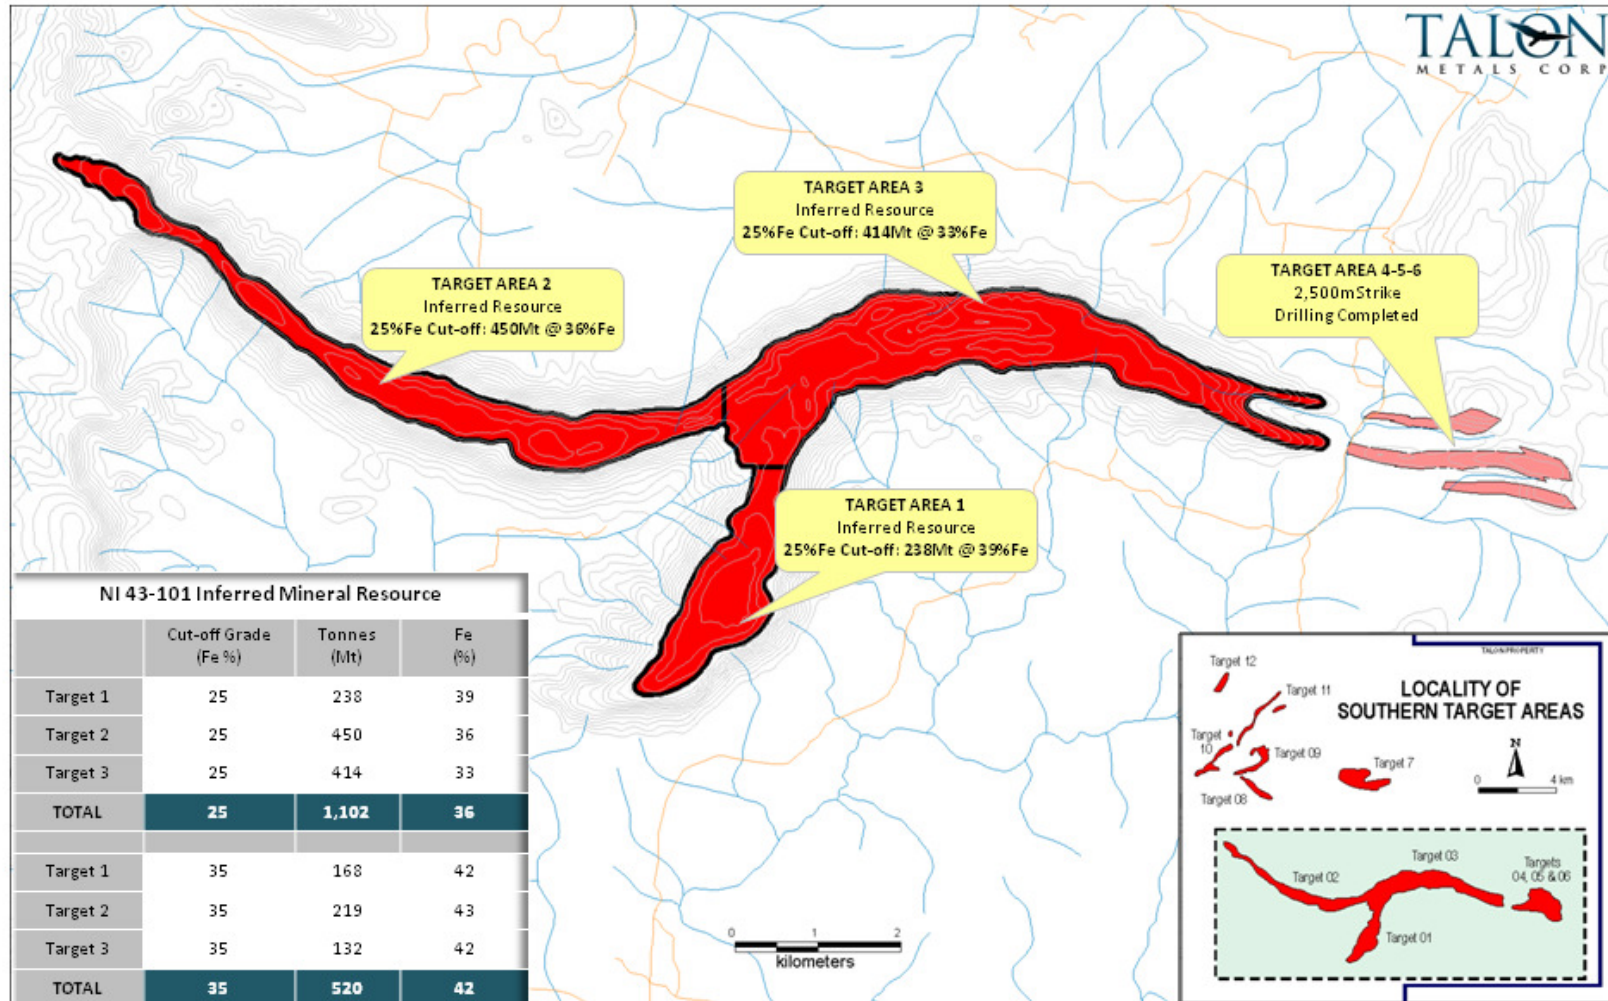 TALON
METALS CORP
TARGET AREA 3
Inferred Resource
25%Fe Cut-off: 414Mt @ 33%Fe
TARGET AREA 2
Inferred Resource
25%Fe Cut-off: 450Mt @ 36%Fe
TARGET AREA 4-5-6
2,500mStrike
Drilling Completed
TARGET AREA 1
Inferred Resource
25%Fe Cut-off: 238Mt @ 39%Fe
NI 43-101 Inferred Mineral Resource
Cut-off Grade (Fe %) Tonnes (Mt) Fe (%)
Target 1 25 238 39
Target 2 25 450 36
Target 3 25 414 33
TOTAL 25 1,102 36
Target 1 35 168 42
Target 2 35 219 43
Target 3 35 132 42
TOTAL 35 520 42
0 1 2
kilometers
TALON PROPERTY
LOCALITY OF
SOUTHERN TARGET AREAS
N
0 4 km
Target 12
Target 11
Target
10
Target 09
Target 7
Target 08
Target 03
Target 02
Targets
04, 05 & 06
Target 01